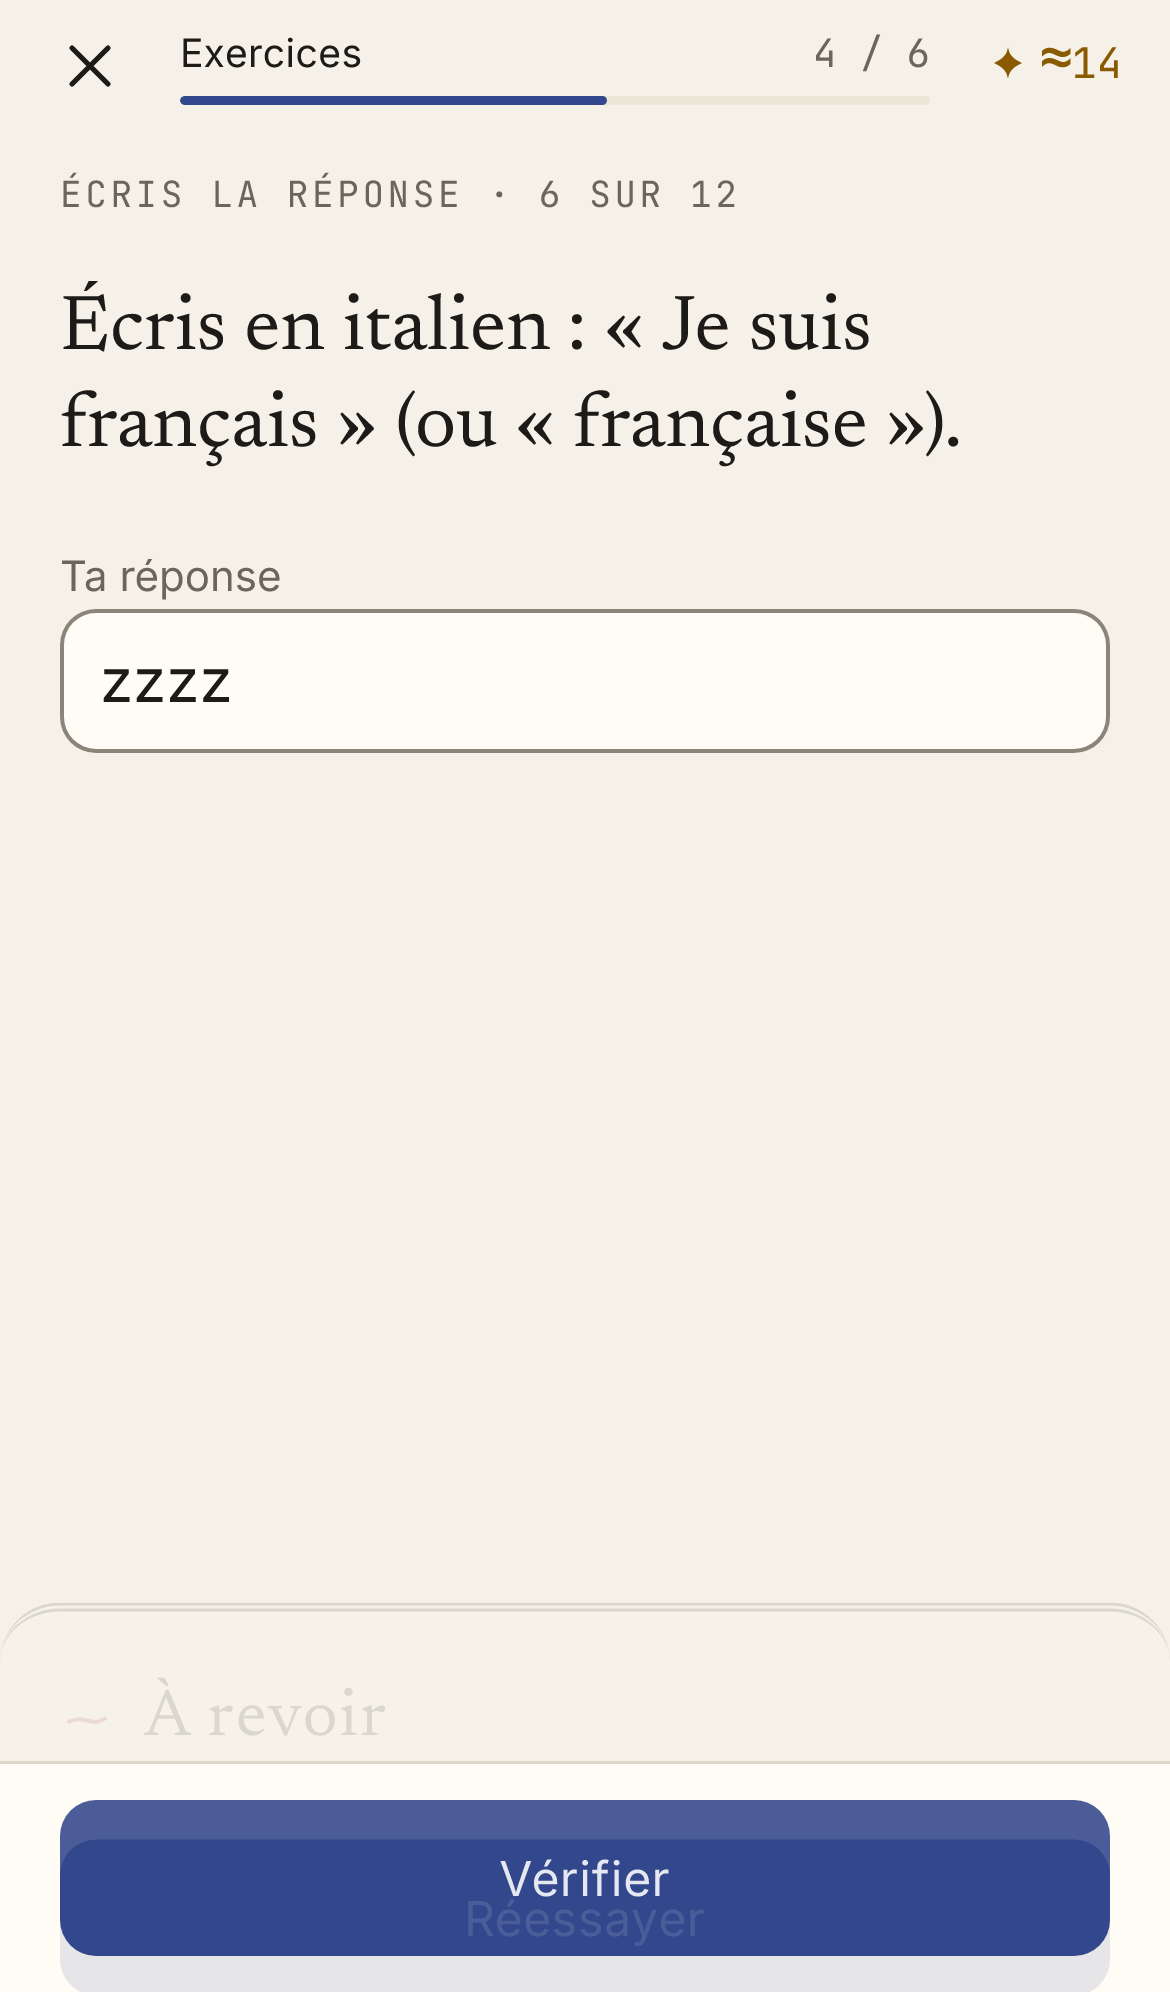 Exercices
4 / 6
✦ ≈14
ÉCRIS LA RÉPONSE · 6 SUR 12
Écris en italien : « Je suis
français » (ou « française »).
Ta réponse
zzzz
~ À revoir
Vérifier
Réessayer